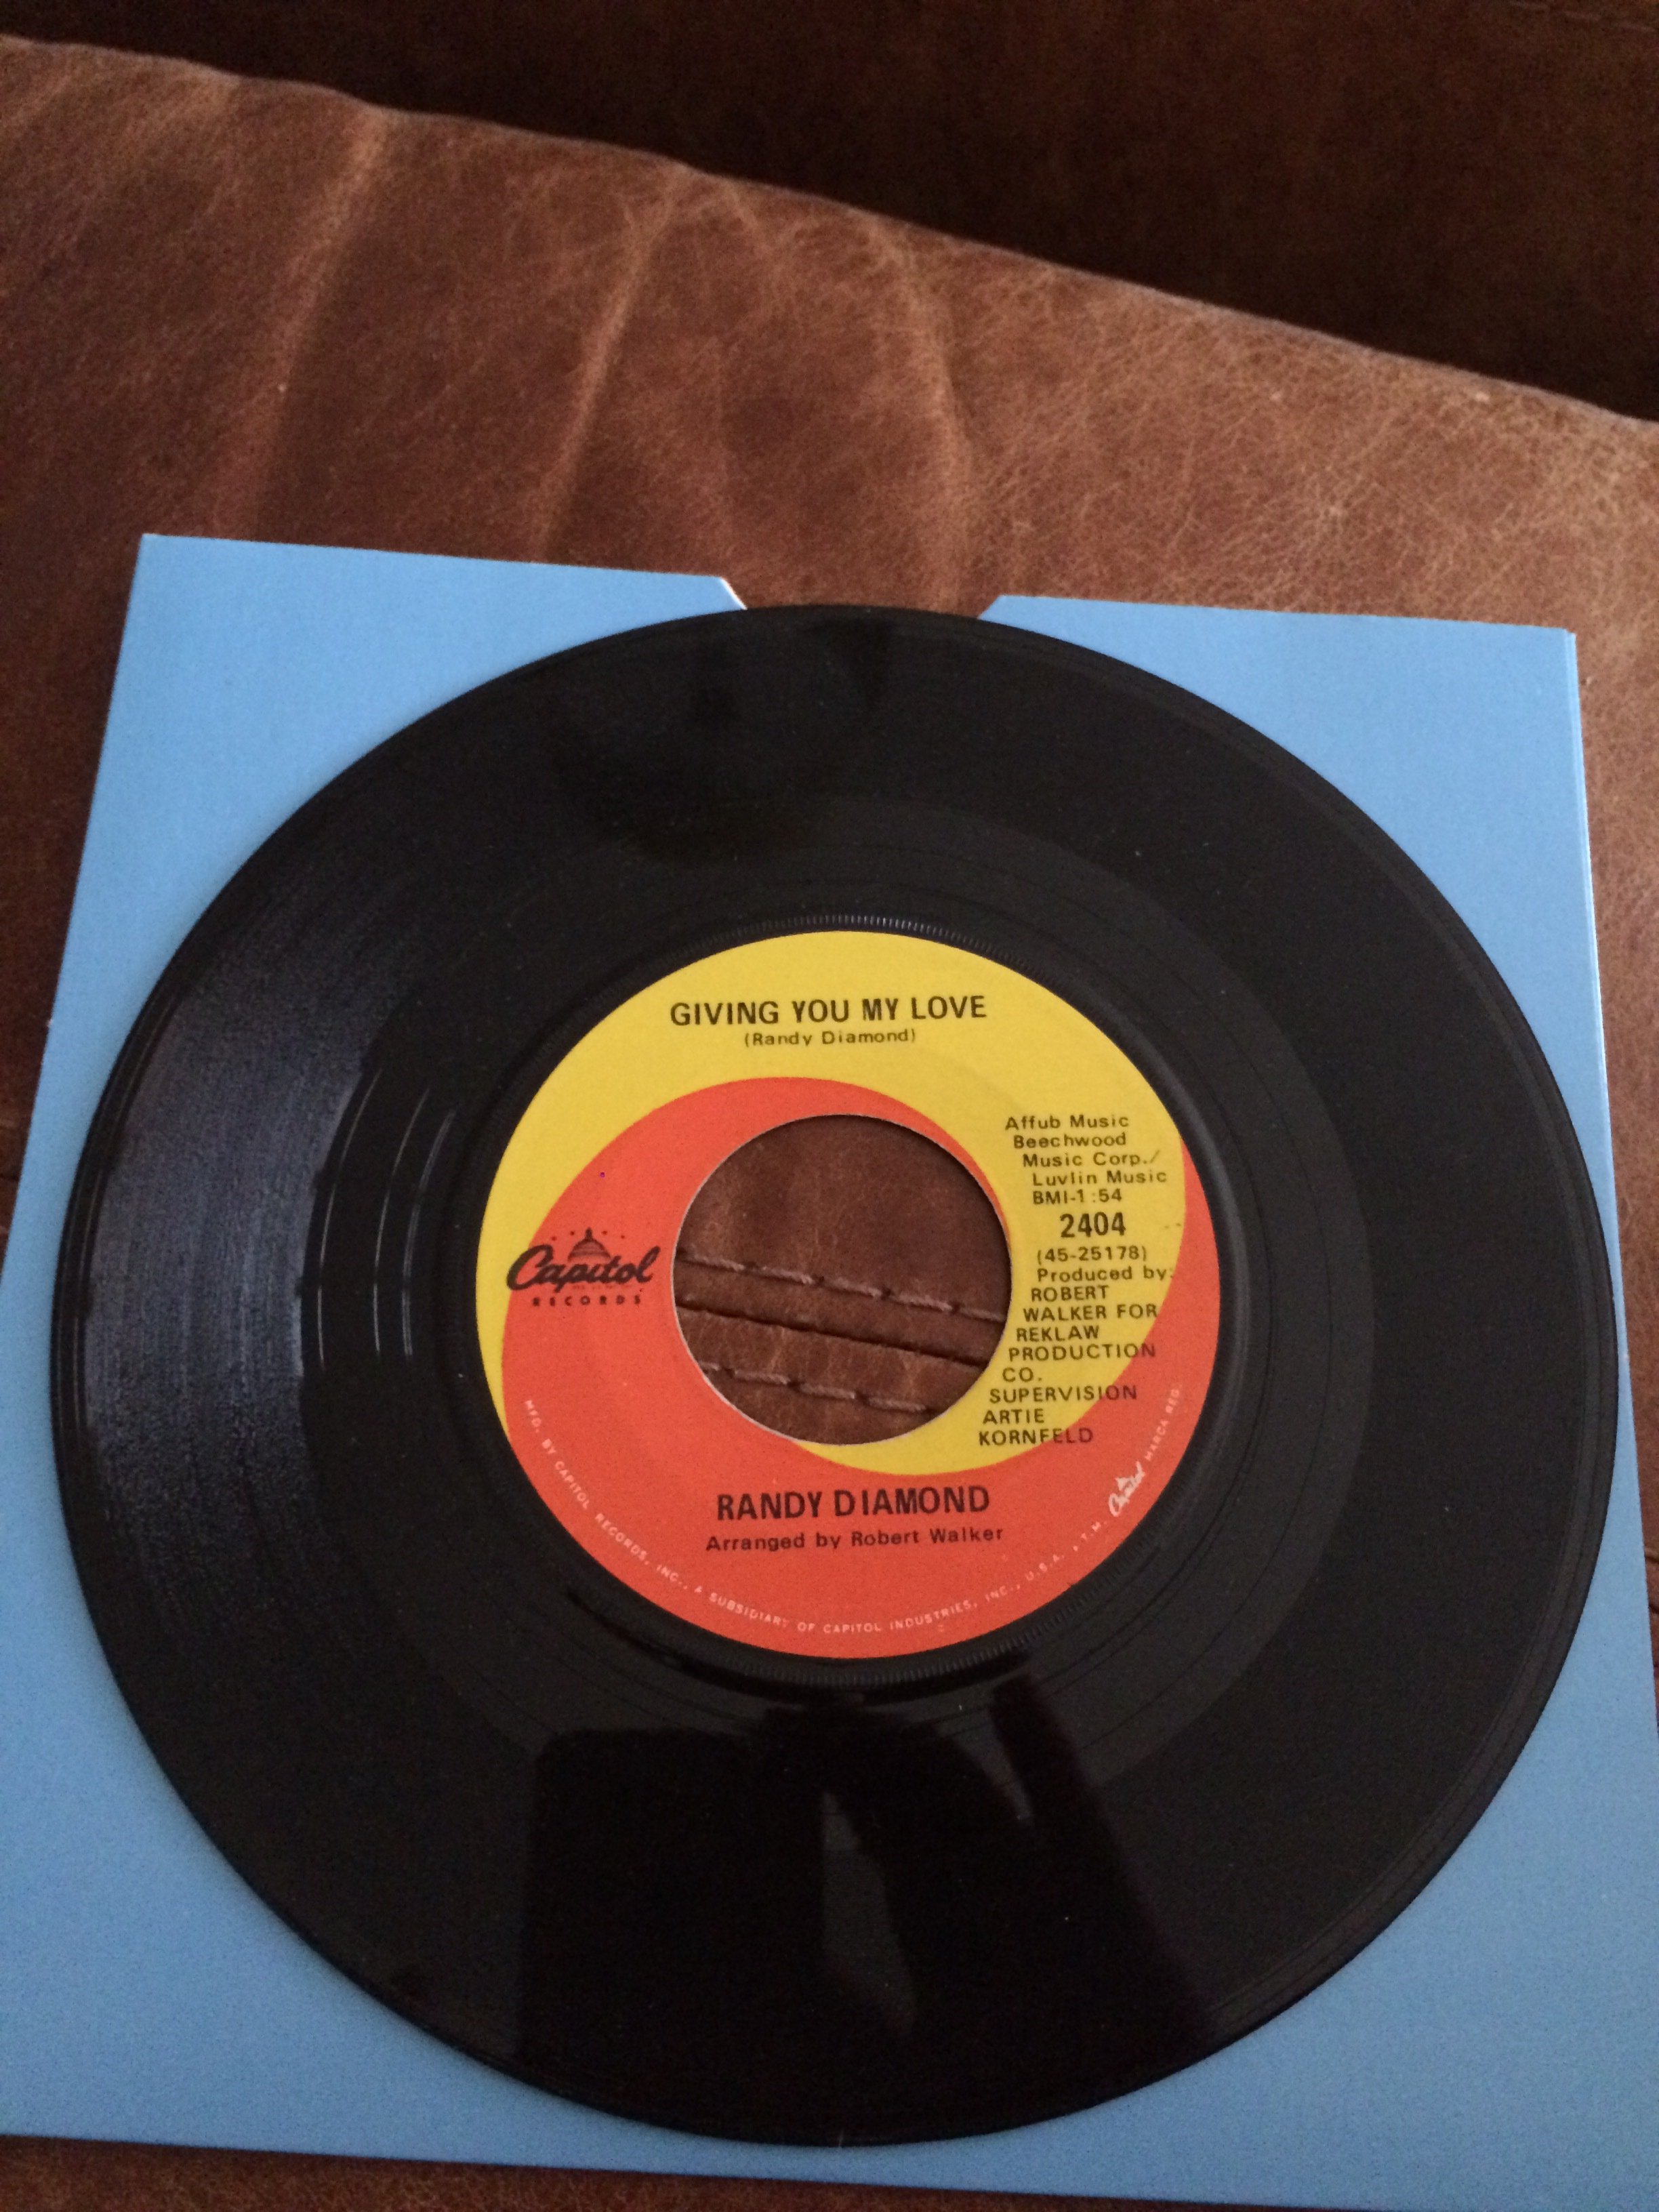 GIVING YOU MY LOVE
(Randy Diamond)
Affub Music
Beechwood
Music Corp./
Luvlin Music
BMI-1:54
2404
(45-25178)
Produced by:
ROBERT
WALKER FOR
REKLAW
PRODUCTION
CO.
SUPERVISION
ARTIE
KORNFELD
Capitol
RECORDS
RANDY DIAMOND
Arranged by Robert Walker
MFD. BY CAPITOL RECORDS, INC., A SUBSIDIARY OF CAPITOL INDUSTRIES, INC., U.S.A. . T.M. Capitol MARCA REG.